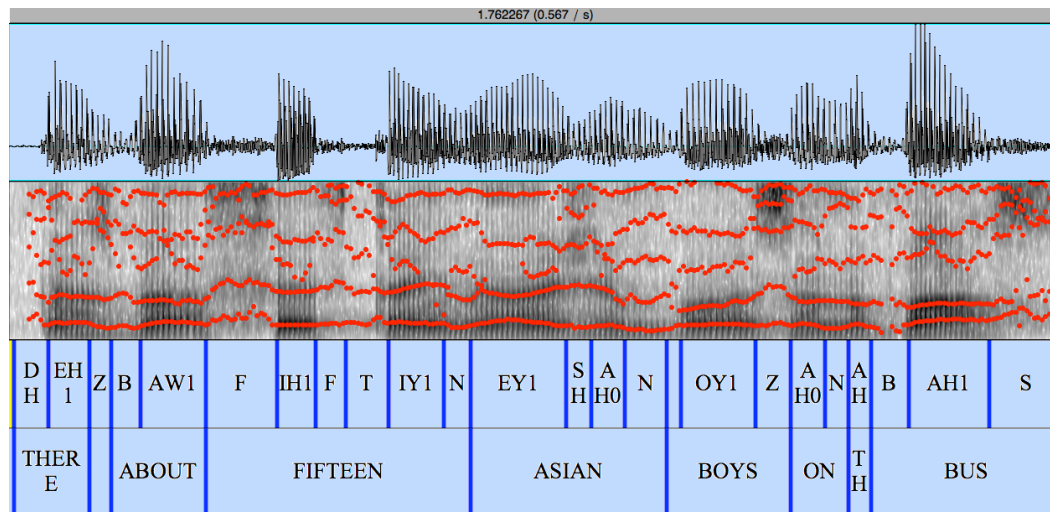 1.762267 (0.567 / s)
DH EH1 Z B AW1 F IH1 F T IY1 N EY1 SH AH0 N OY1 Z AH0 N AH B AH1 S
THERE ABOUT FIFTEEN ASIAN BOYS ON TH BUS